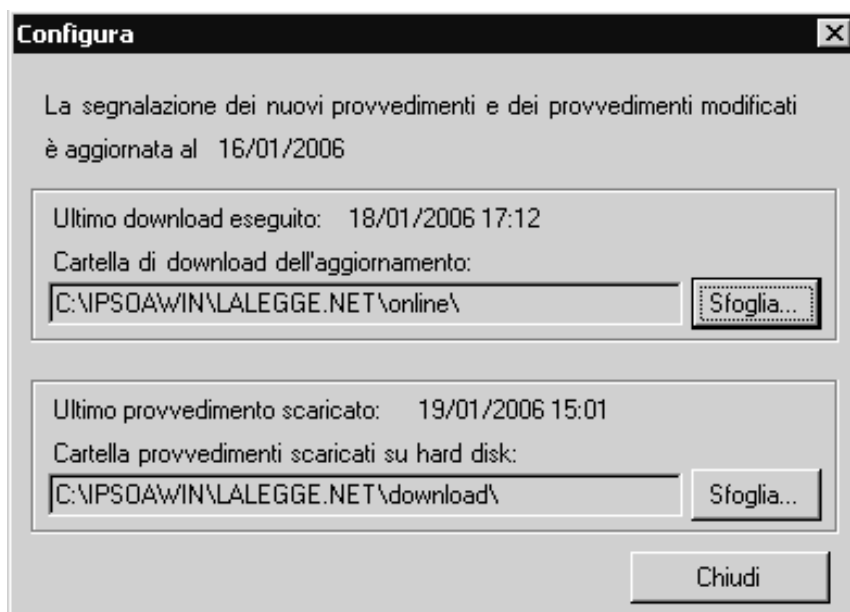 Configura
La segnalazione dei nuovi provvedimenti e dei provvedimenti modificati
è aggiornata al 16/01/2006
Ultimo download eseguito: 18/01/2006 17:12
Cartella di download dell'aggiornamento:
C:\IPSOAWIN\LALEGGE.NET\online\ Sfoglia...
Ultimo provvedimento scaricato: 19/01/2006 15:01
Cartella provvedimenti scaricati su hard disk:
C:\IPSOAWIN\LALEGGE.NET\download\ Sfoglia...
Chiudi